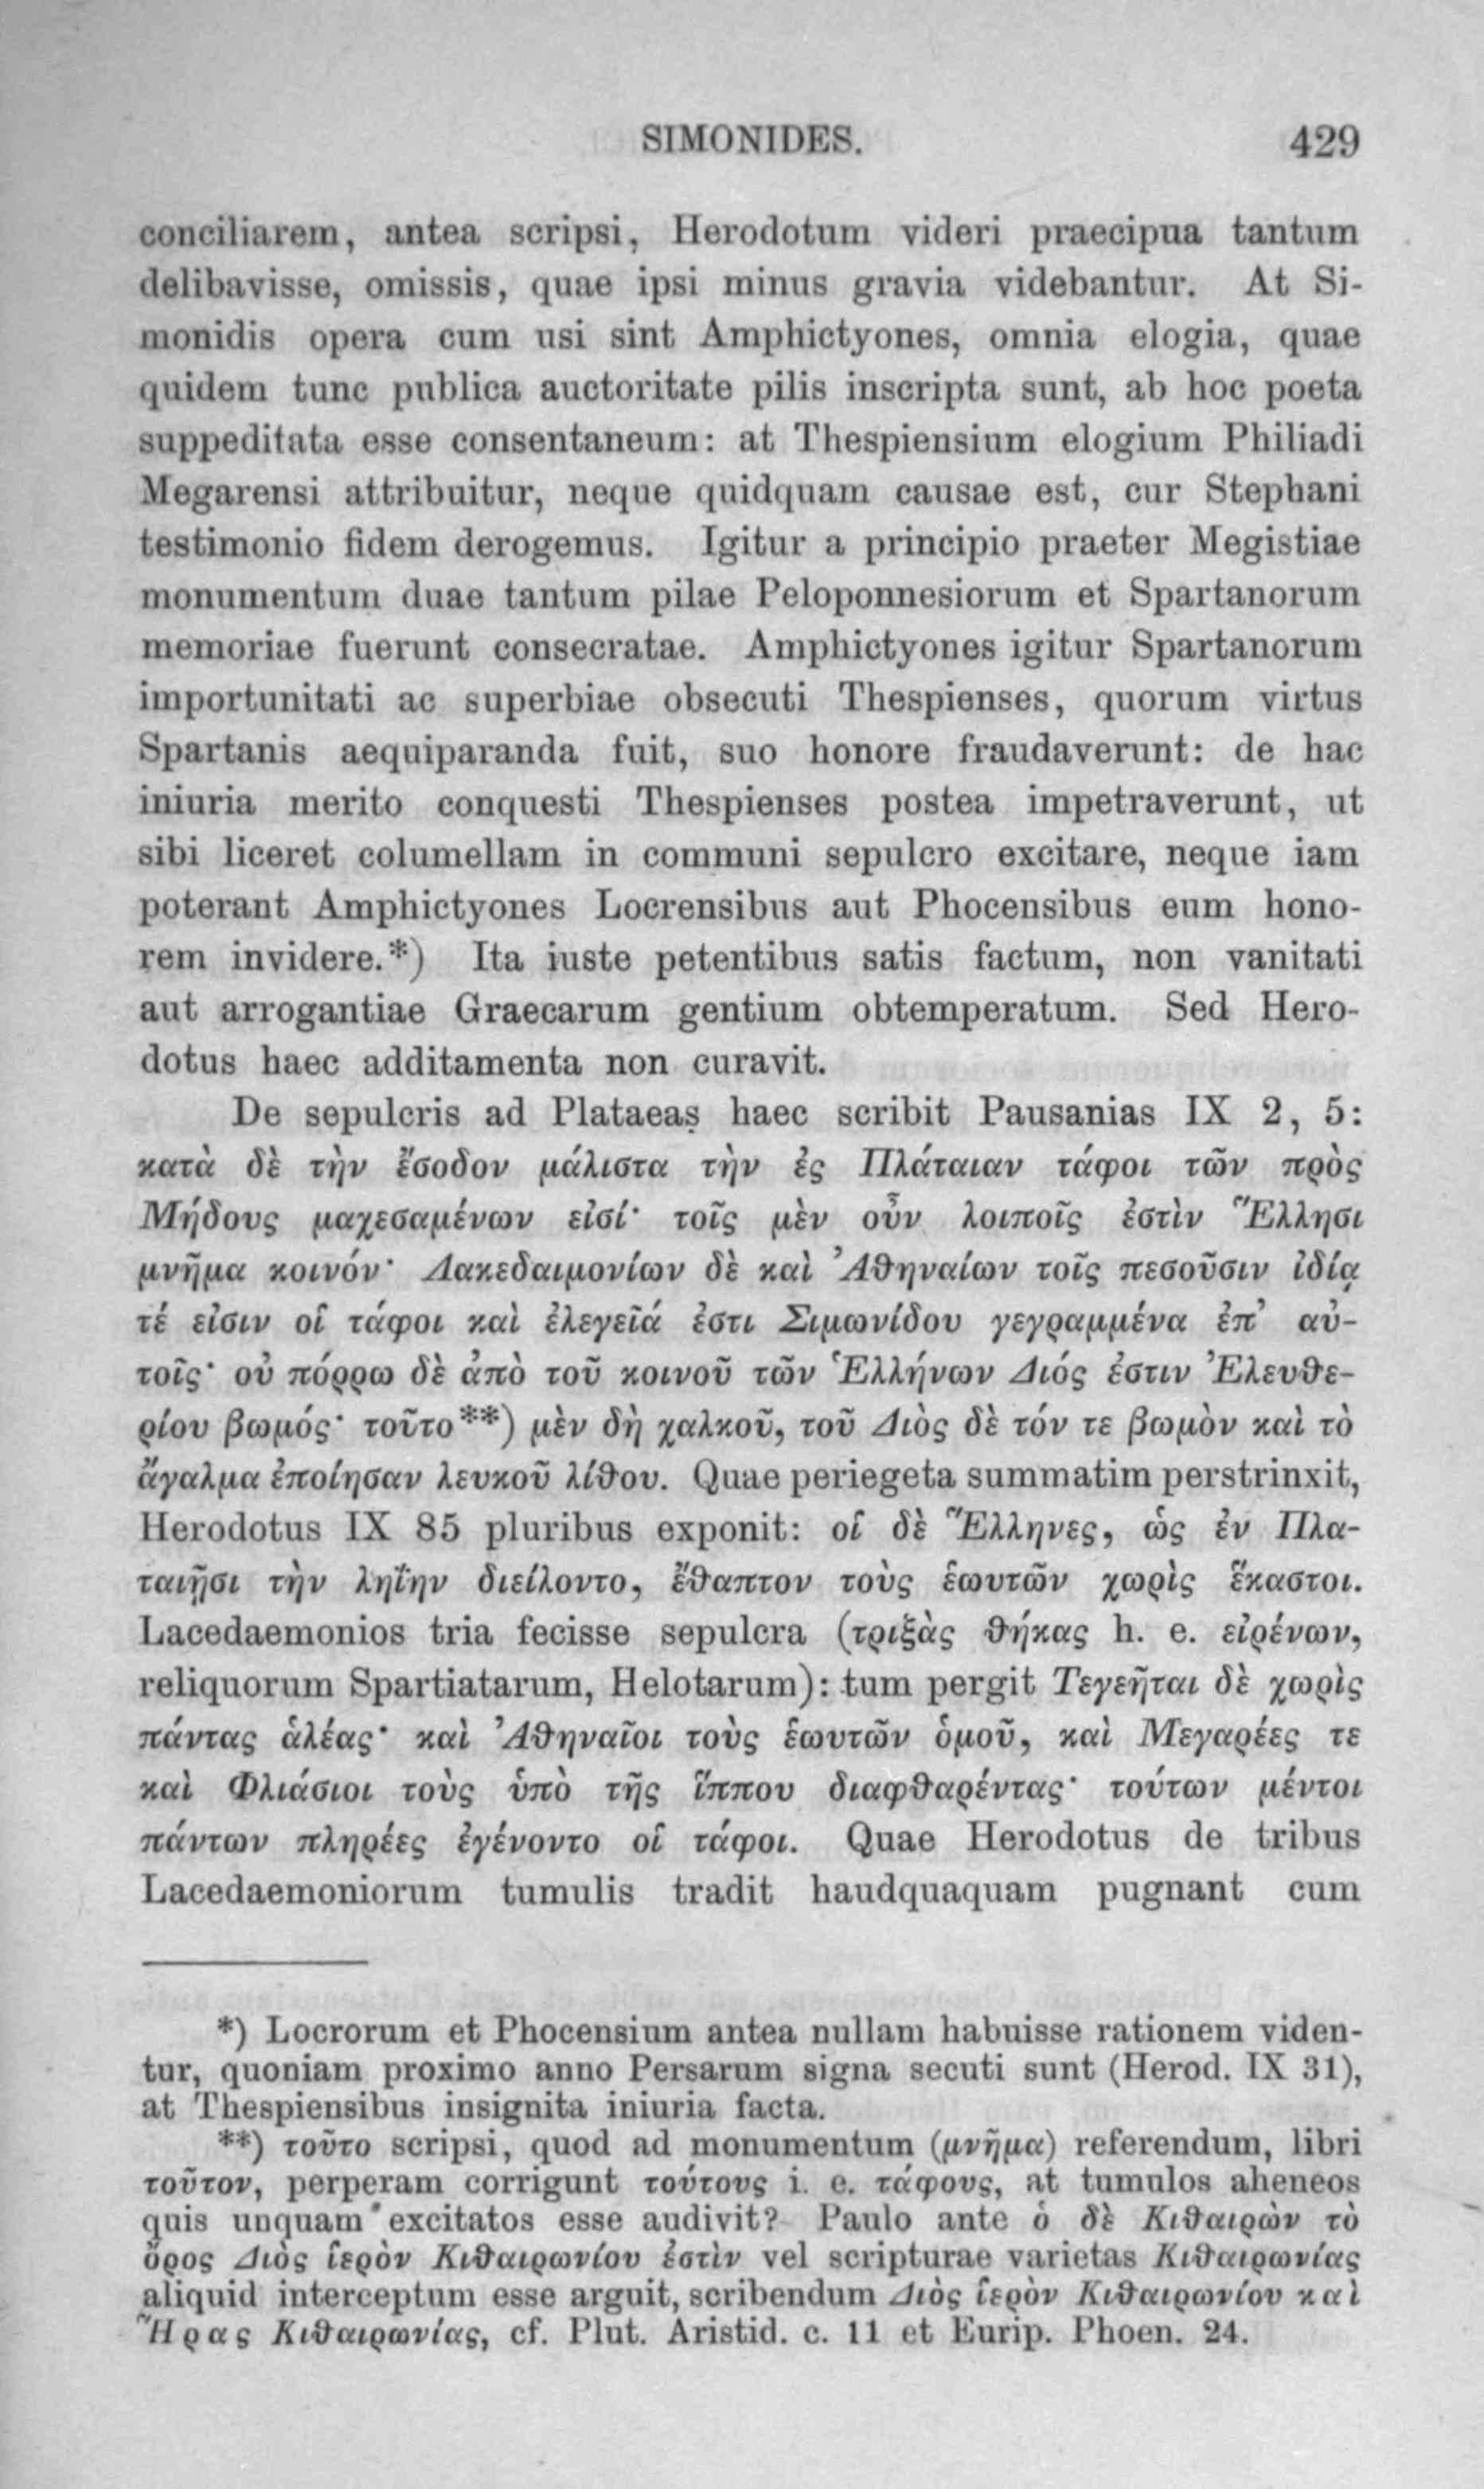 SIMONIDES. 429
conciliarem, antea scripsi, Herodotum videri praecipua tantum
delibavisse, omissis, quae ipsi minus gravia videbantur. At Si-
monidis opera cum usi sint Amphictyones, omnia elogia, quae
quidem tunc publica auctoritate pilis inscripta sunt, ab hoc poeta
suppeditata esse consentaneum: at Thespiensium elogium Philiadi
Megarensi attribuitur, neque quidquam causae est, cur Stephani
testimonio fidem derogemus. Igitur a principio praeter Megistiae
monumentum duae tantum pilae Peloponnesiorum et Spartanorum
memoriae fuerunt consecratae. Amphictyones igitur Spartanorum
importunitati ac superbiae obsecuti Thespienses, quorum virtus
Spartanis aequiparanda fuit, suo honore fraudaverunt: de hac
iniuria merito conquesti Thespienses postea impetraverunt, ut
sibi liceret columellam in communi sepulcro excitare, neque iam
poterant Amphictyones Locrensibus aut Phocensibus eum hono-
rem invidere.*) Ita iuste petentibus satis factum, non vanitati
aut arrogantiae Graecarum gentium obtemperatum. Sed Hero-
dotus haec additamenta non curavit.
De sepulcris ad Plataeas haec scribit Pausanias IX 2, 5:
κατὰ δὲ τὴν ἔσοδον μάλιστα τὴν ἐς Πλάταιαν τάφοι τῶν πρὸς
Μήδους μαχεσαμένων εἰσί· τοῖς μὲν οὖν λοιποῖς ἐστὶν Ἕλλησι
μνῆμα κοινόν· Λακεδαιμονίων δὲ καὶ Ἀθηναίων τοῖς πεσοῦσιν ἰδίᾳ
τέ εἰσιν οἱ τάφοι καὶ ἐλεγεῖά ἐστι Σιμωνίδου γεγραμμένα ἐπ’ αὐ-
τοῖς· οὐ πόρρω δὲ ἀπὸ τοῦ κοινοῦ τῶν Ἑλλήνων Διός ἐστιν Ἐλευθε-
ρίου βωμός· τοῦτο**) μὲν δὴ χαλκοῦ, τοῦ Διὸς δὲ τόν τε βωμὸν καὶ τὸ
ἄγαλμα ἐποίησαν λευκοῦ λίθου. Quae periegeta summatim perstrinxit,
Herodotus IX 85 pluribus exponit: οἱ δὲ Ἕλληνες, ὡς ἐν Πλα-
ταιῇσι τὴν ληΐην διείλοντο, ἔθαπτον τοὺς ἑωυτῶν χωρὶς ἕκαστοι.
Lacedaemonios tria fecisse sepulcra (τριξὰς θήκας h. e. εἰρένων,
reliquorum Spartiatarum, Helotarum): tum pergit Τεγεῆται δὲ χωρὶς
πάντας ἁλέας· καὶ Ἀθηναῖοι τοὺς ἑωυτῶν ὁμοῦ, καὶ Μεγαρέες τε
καὶ Φλιάσιοι τοὺς ὑπὸ τῆς ἵππου διαφθαρέντας· τούτων μέντοι
πάντων πληρέες ἐγένοντο οἱ τάφοι. Quae Herodotus de tribus
Lacedaemoniorum tumulis tradit haudquaquam pugnant cum
*) Locrorum et Phocensium antea nullam habuisse rationem viden-
tur, quoniam proximo anno Persarum signa secuti sunt (Herod. IX 31),
at Thespiensibus insignita iniuria facta.
**) τοῦτο scripsi, quod ad monumentum (μνῆμα) referendum, libri
τοῦτον, perperam corrigunt τούτους i. e. τάφους, at tumulos aheneos
quis unquam excitatos esse audivit? Paulo ante ὁ δὲ Κιθαιρὼν τὸ
ὄρος Διὸς ἱερὸν Κιθαιρωνίου ἐστὶν vel scripturae varietas Κιθαιρωνίας
aliquid interceptum esse arguit, scribendum Διὸς ἱερὸν Κιθαιρωνίου καὶ
Ἥρας Κιθαιρωνίας, cf. Plut. Aristid. c. 11 et Eurip. Phoen. 24.